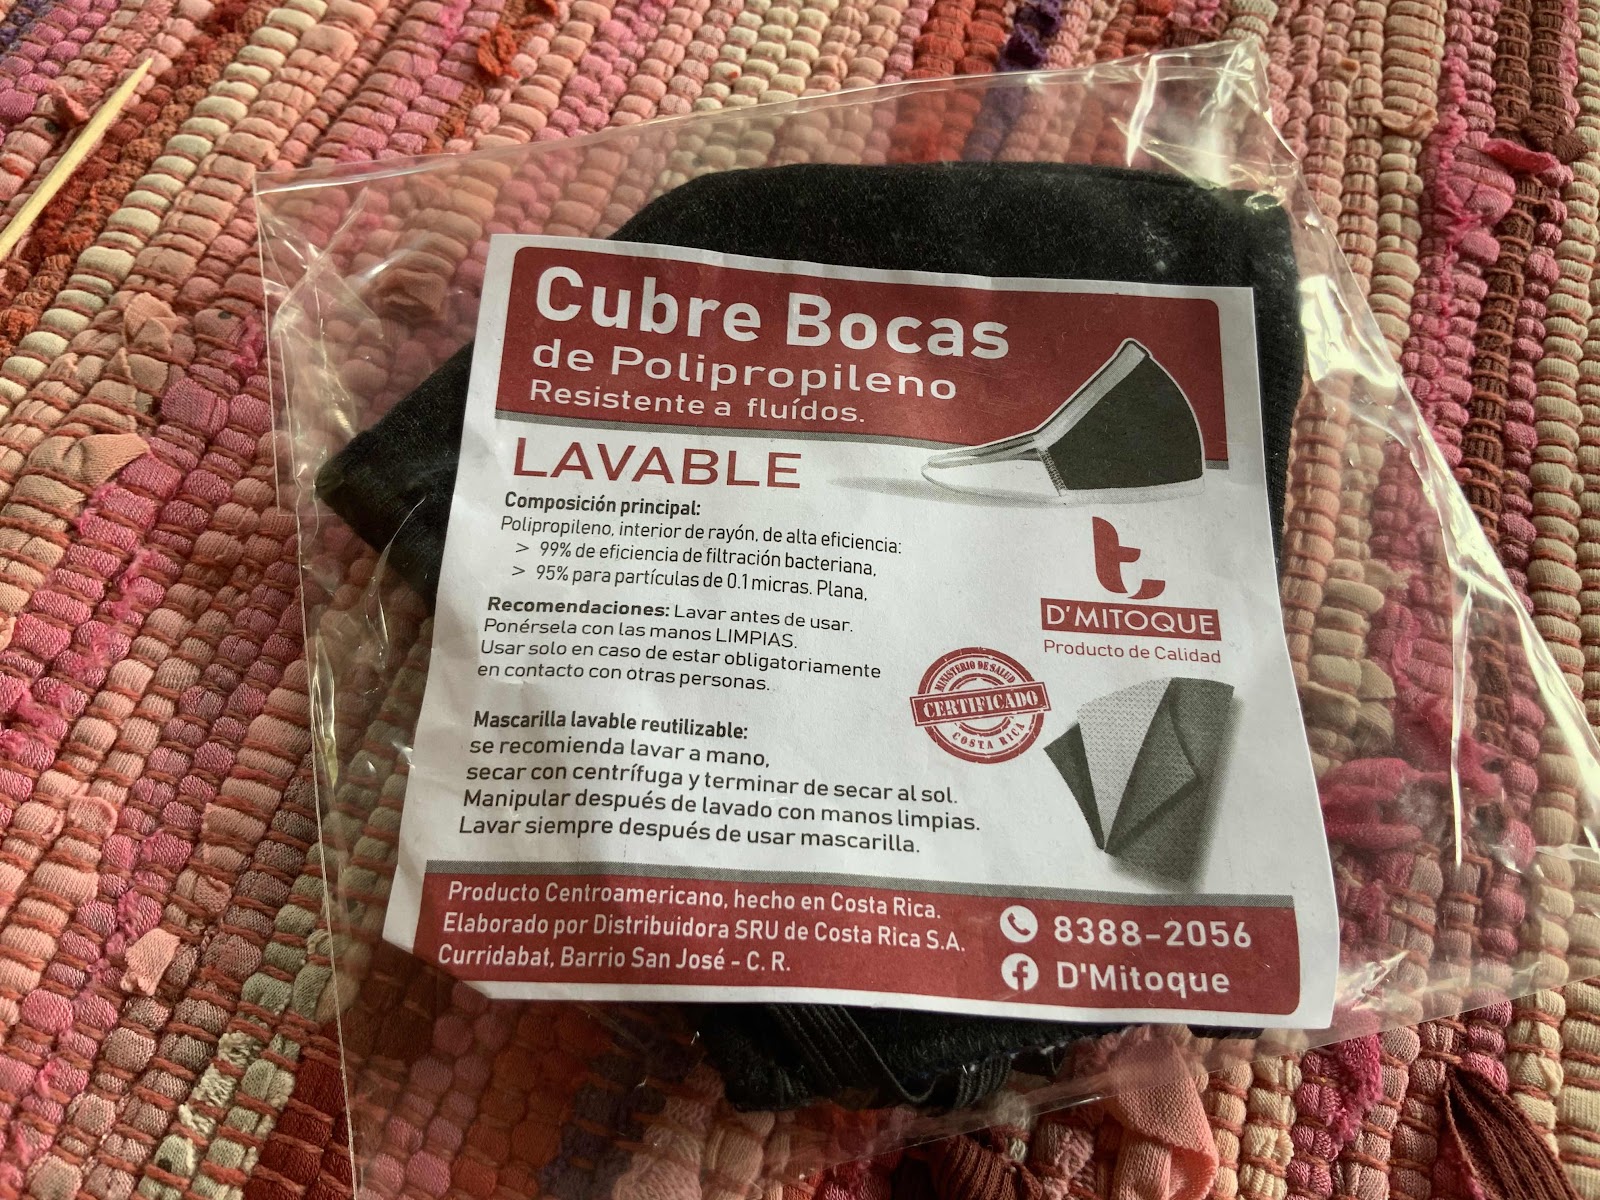 Cubre Bocas
de Polipropileno
Resistente a fluídos.
LAVABLE
Composición principal:
Polipropileno, interior de rayón, de alta eficiencia:
> 99% de eficiencia de filtración bacteriana,
> 95% para partículas de 0.1 micras. Plana,
Recomendaciones: Lavar antes de usar.
Ponérsela con las manos LIMPIAS.
Usar solo en caso de estar obligatoriamente
en contacto con otras personas.
t
D'MITOQUE
Producto de Calidad
MINISTERIO DE SALUD
CERTIFICADO
COSTA RICA
Mascarilla lavable reutilizable:
se recomienda lavar a mano,
secar con centrífuga y terminar de secar al sol.
Manipular después de lavado con manos limpias.
Lavar siempre después de usar mascarilla.
Producto Centroamericano, hecho en Costa Rica.
Elaborado por Distribuidora SRU de Costa Rica S.A.
Curridabat, Barrio San José - C. R.
8388-2056
D'Mitoque